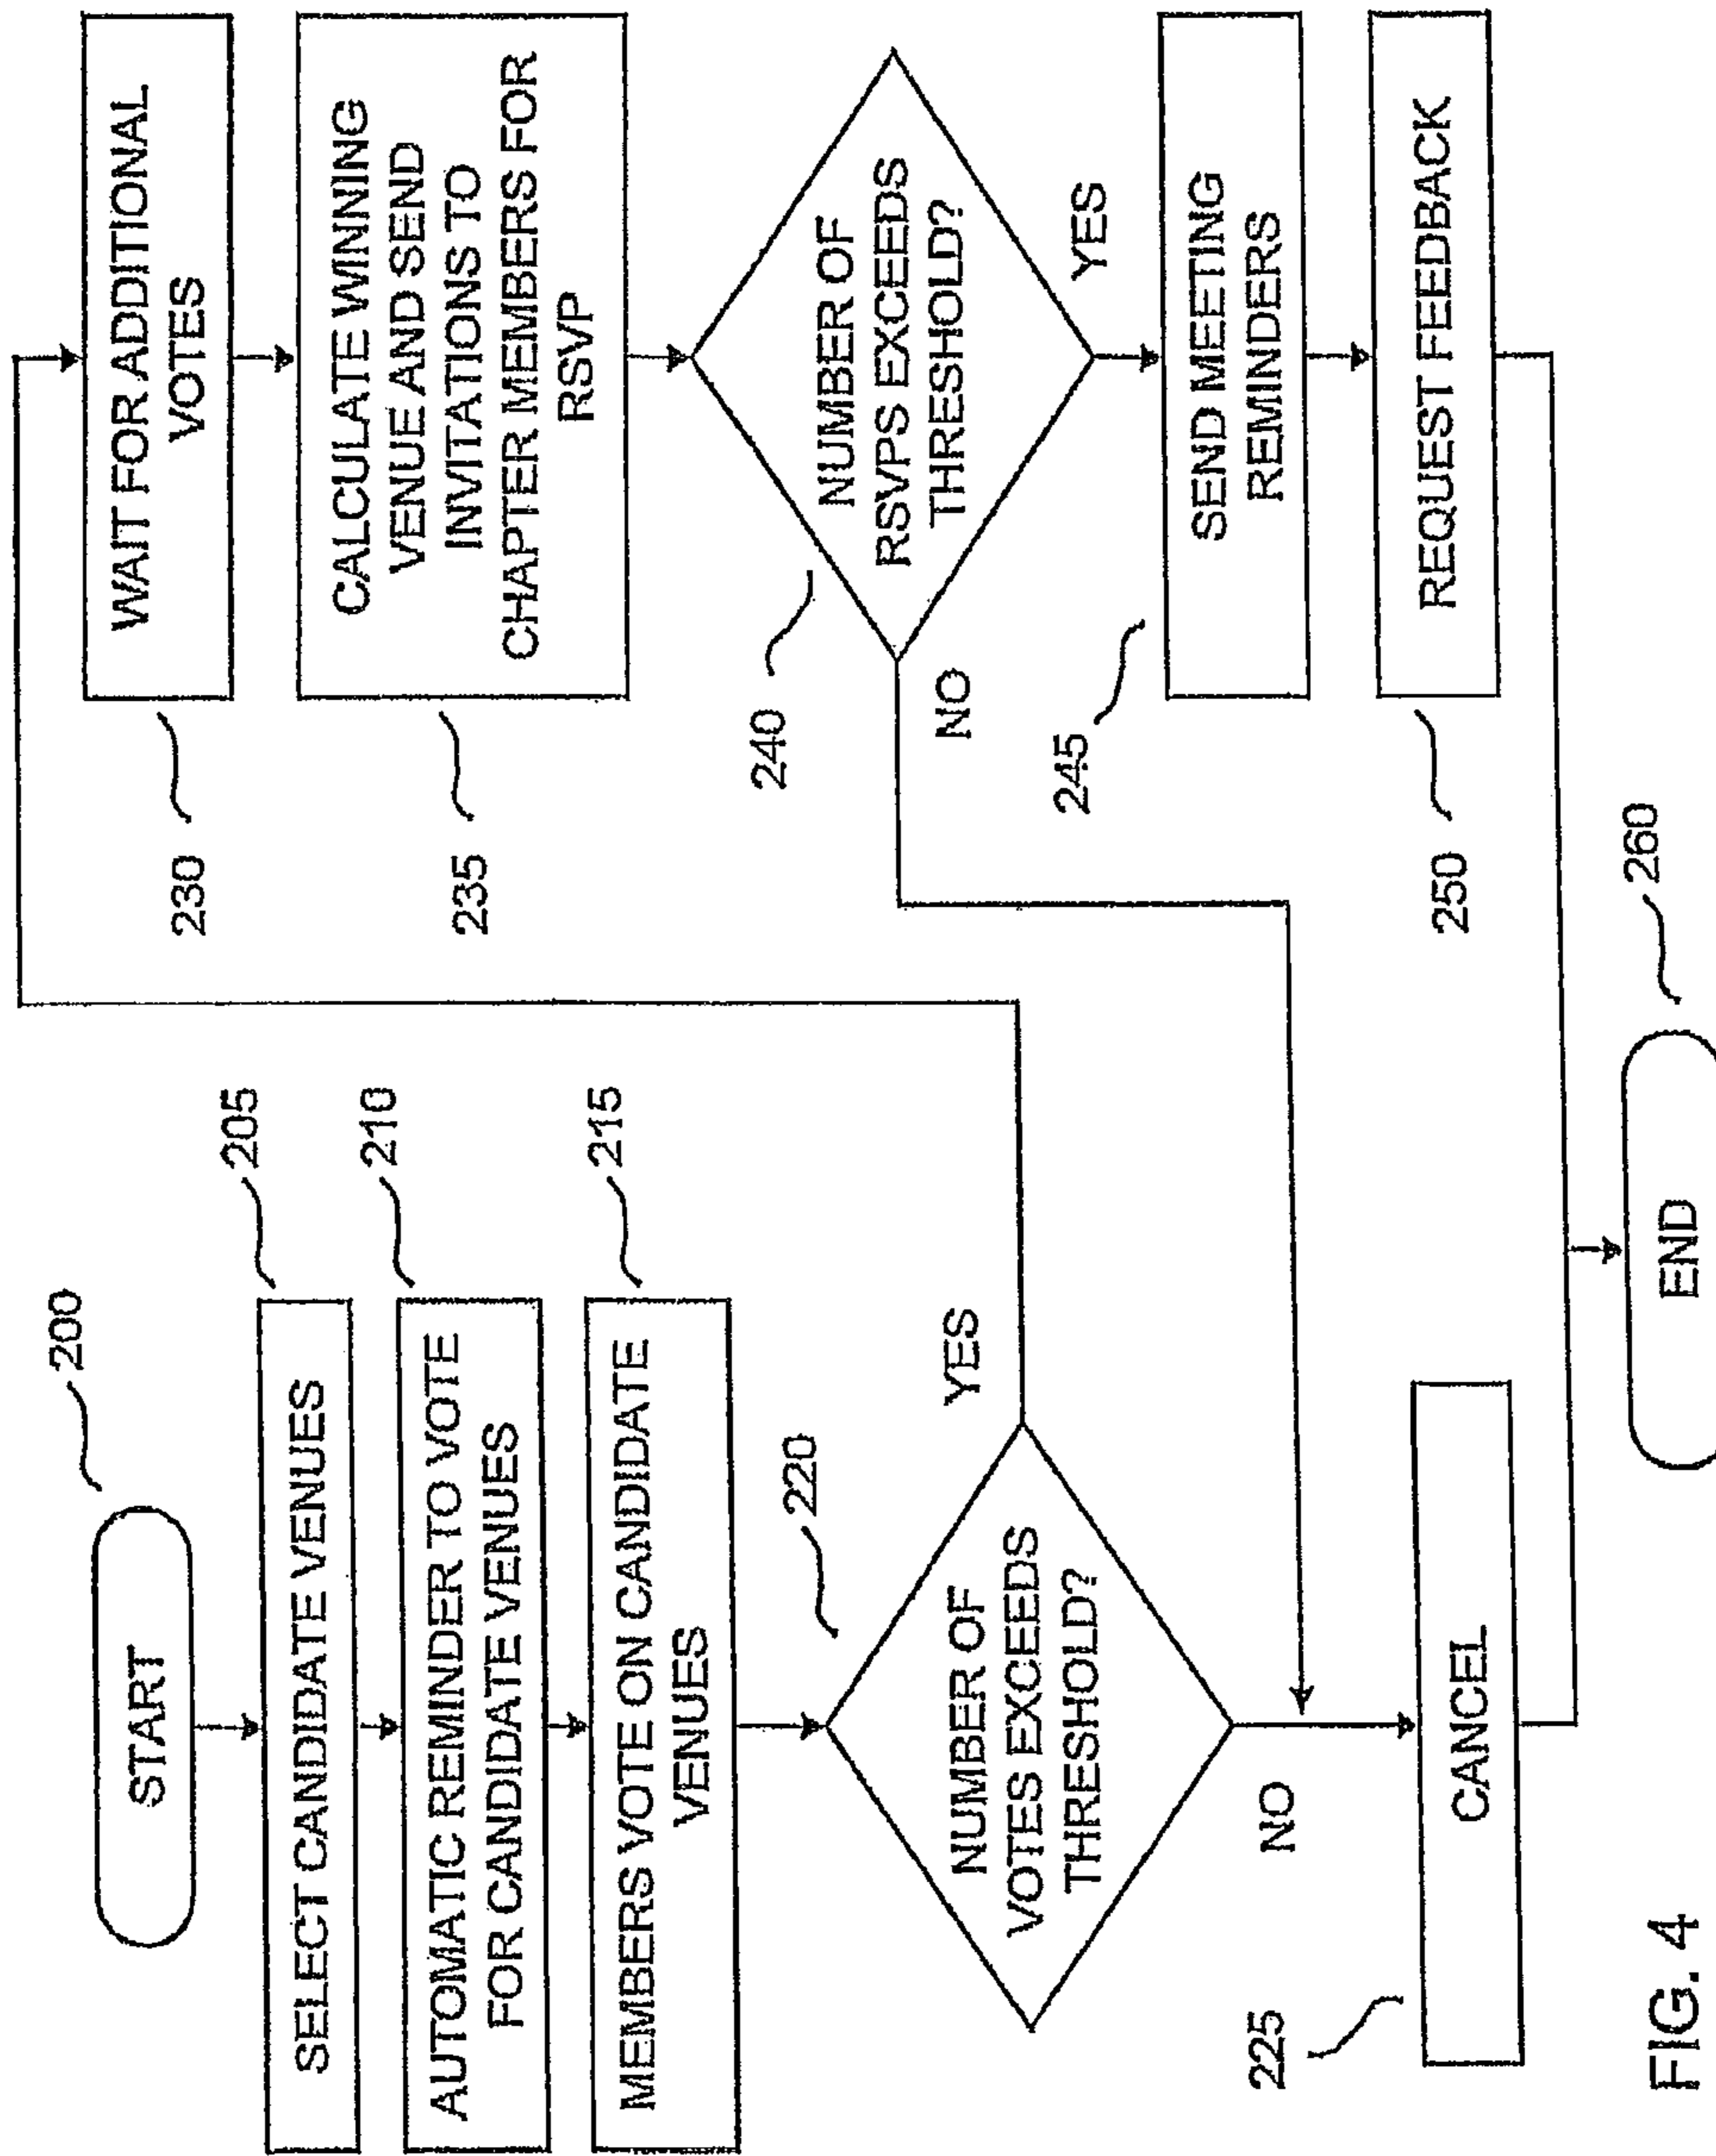 200
START
205
SELECT CANDIDATE VENUES
210
AUTOMATIC REMINDER TO VOTE
FOR CANDIDATE VENUES
215
MEMBERS VOTE ON CANDIDATE
VENUES
220
NUMBER OF
VOTES EXCEEDS
THRESHOLD?
YES
NO
225
CANCEL
230
WAIT FOR ADDITIONAL
VOTES
235
CALCULATE WINNING
VENUE AND SEND
INVITATIONS TO
CHAPTER MEMBERS FOR
RSVP
240
NUMBER OF
RSVPS EXCEEDS
THRESHOLD?
NO
YES
245
SEND MEETING
REMINDERS
250
REQUEST FEEDBACK
260
END
FIG. 4